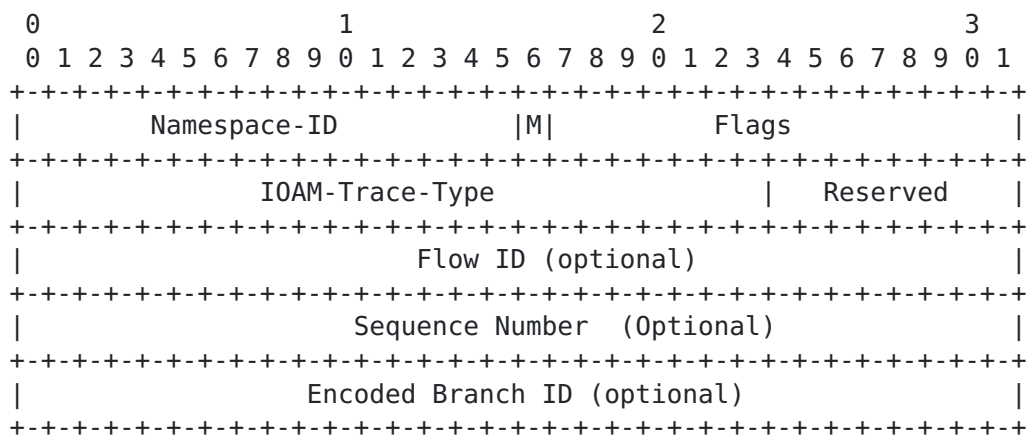 0                   1                   2                   3
 0 1 2 3 4 5 6 7 8 9 0 1 2 3 4 5 6 7 8 9 0 1 2 3 4 5 6 7 8 9 0 1
+-+-+-+-+-+-+-+-+-+-+-+-+-+-+-+-+-+-+-+-+-+-+-+-+-+-+-+-+-+-+-+-+
|        Namespace-ID           |M|          Flags              |
+-+-+-+-+-+-+-+-+-+-+-+-+-+-+-+-+-+-+-+-+-+-+-+-+-+-+-+-+-+-+-+-+
|               IOAM-Trace-Type                 |   Reserved    |
+-+-+-+-+-+-+-+-+-+-+-+-+-+-+-+-+-+-+-+-+-+-+-+-+-+-+-+-+-+-+-+-+
|                         Flow ID (optional)                    |
+-+-+-+-+-+-+-+-+-+-+-+-+-+-+-+-+-+-+-+-+-+-+-+-+-+-+-+-+-+-+-+-+
|                     Sequence Number  (Optional)               |
+-+-+-+-+-+-+-+-+-+-+-+-+-+-+-+-+-+-+-+-+-+-+-+-+-+-+-+-+-+-+-+-+
|                  Encoded Branch ID (optional)                 |
+-+-+-+-+-+-+-+-+-+-+-+-+-+-+-+-+-+-+-+-+-+-+-+-+-+-+-+-+-+-+-+-+